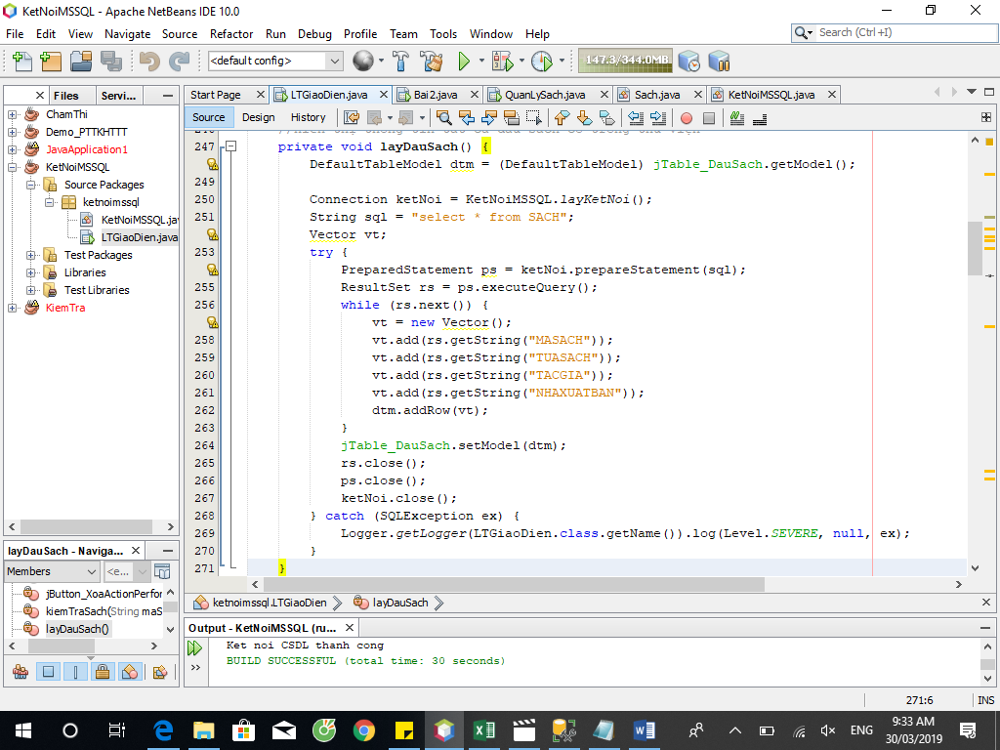 KetNoiMSSQL - Apache NetBeans IDE 10.0
File Edit View Navigate Source Refactor Run Debug Profile Team Tools Window Help
Search (Ctrl+I)
<default config>
147.3/344.0MB
Files Servi...
Start Page LTGiaoDien.java Bai2.java QuanLySach.java Sach.java KetNoiMSSQL.java
Source Design History
ChamThi
Demo_PTTKHTTT
JavaApplication1
KetNoiMSSQL
Source Packages
ketnoimssql
KetNoiMSSQL.ja
LTGiaoDien.java
Test Packages
Libraries
Test Libraries
KiemTra
247 private void layDauSach() {
DefaultTableModel dtm = (DefaultTableModel) jTable_DauSach.getModel();
249
250 Connection ketNoi = KetNoiMSSQL.layKetNoi();
251 String sql = "select * from SACH";
Vector vt;
253 try {
PreparedStatement ps = ketNoi.prepareStatement(sql);
255 ResultSet rs = ps.executeQuery();
256 while (rs.next()) {
vt = new Vector();
258 vt.add(rs.getString("MASACH"));
259 vt.add(rs.getString("TUASACH"));
260 vt.add(rs.getString("TACGIA"));
261 vt.add(rs.getString("NHAXUATBAN"));
262 dtm.addRow(vt);
263 }
264 jTable_DauSach.setModel(dtm);
265 rs.close();
266 ps.close();
267 ketNoi.close();
268 } catch (SQLException ex) {
269 Logger.getLogger(LTGiaoDien.class.getName()).log(Level.SEVERE, null, ex);
270 }
271 }
layDauSach - Naviga...
Members <e...
jButton_XoaActionPerfor
kiemTraSach(String maS
layDauSach()
ketnoimssql.LTGiaoDien layDauSach
Output - KetNoiMSSQL (ru...
Ket noi CSDL thanh cong
BUILD SUCCESSFUL (total time: 30 seconds)
271:6 INS
ENG
9:33 AM
30/03/2019